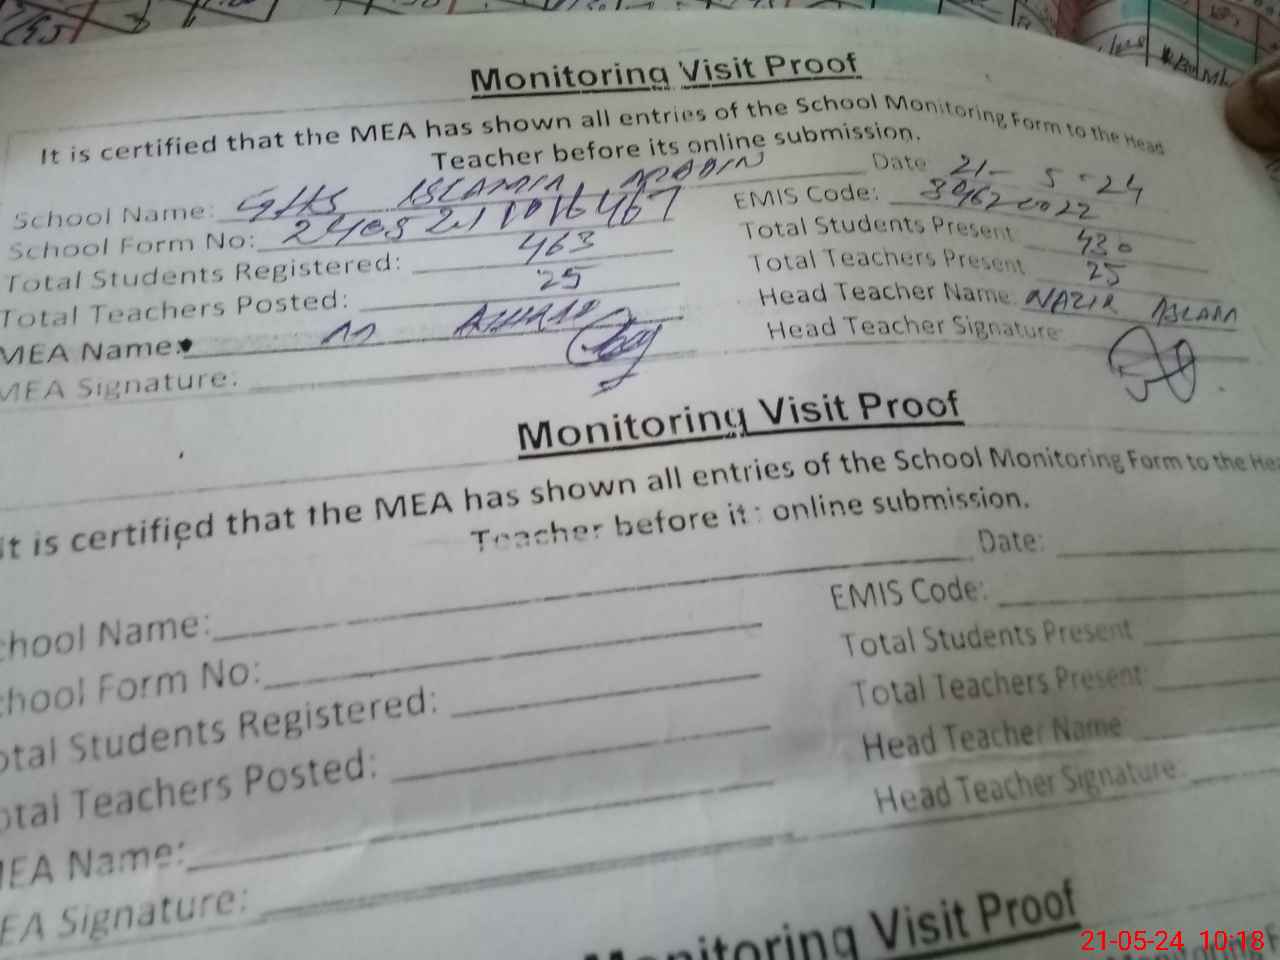 Monitoring Visit Proof
It is certified that the MEA has shown all entries of the School Monitoring Form to the Head
Teacher before its online submission.
Date 21-5-24
School Name: GHS ISLAMIA
EMIS Code:
School Form No:
Total Students Present 430
Total Students Registered: 463
Total Teachers Present 25
Total Teachers Posted: 25
Head Teacher Name NAZIR ASLAM
MEA Name: M AHMAD
Head Teacher Signature
MEA Signature:
Monitoring Visit Proof
It is certified that the MEA has shown all entries of the School Monitoring Form to the Hea
Teacher before it: online submission.
Date:
chool Name:
EMIS Code:
chool Form No:
Total Students Present
otal Students Registered:
Total Teachers Present
otal Teachers Posted:
Head Teacher Name
MEA Name:
Head Teacher Signature:
EA Signature:
Monitoring Visit Proof
21-05-24 10:18